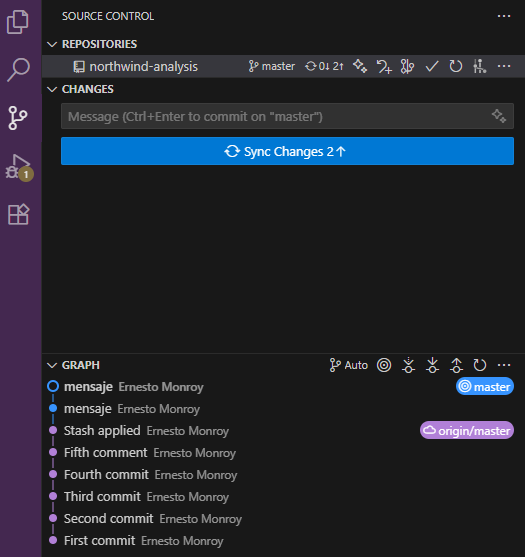 SOURCE CONTROL
REPOSITORIES
northwind-analysis master 0↓ 2↑
CHANGES
Message (Ctrl+Enter to commit on "master")
Sync Changes 2↑
1
GRAPH Auto
mensaje Ernesto Monroy master
mensaje Ernesto Monroy
Stash applied Ernesto Monroy origin/master
Fifth comment Ernesto Monroy
Fourth commit Ernesto Monroy
Third commit Ernesto Monroy
Second commit Ernesto Monroy
First commit Ernesto Monroy